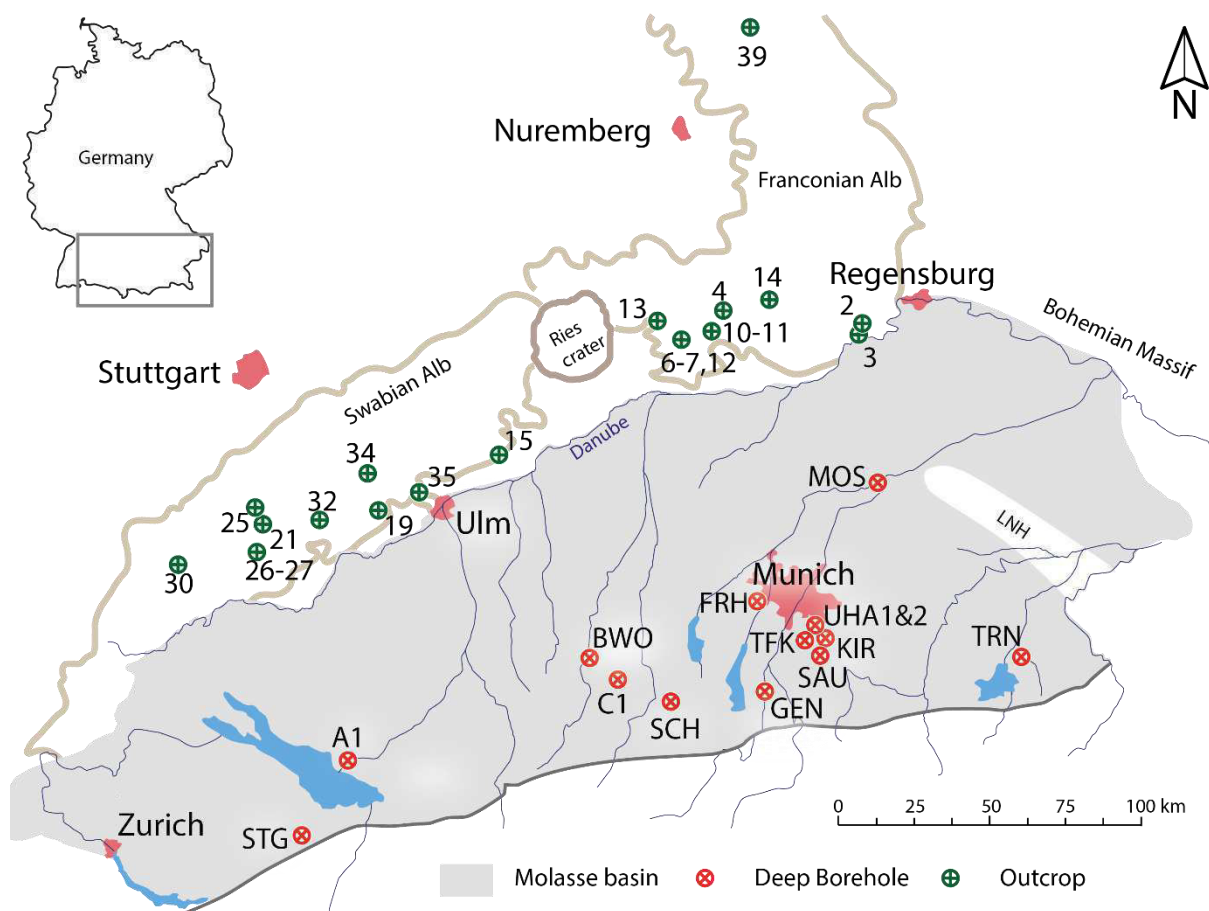 39
N
Nuremberg
Germany
Franconian Alb
Regensburg
14
4
13
2
10-11
Bohemian Massif
Ries
crater
6-7,12
3
Stuttgart
Swabian Alb
15
Danube
34
35
MOS
32
25
21
19
Ulm
LNH
26-27
30
Munich
FRH
UHA1&2
BWO
TFK
KIR
TRN
SAU
C1
GEN
SCH
A1
0 25 50 75 100 km
Zurich
STG
Molasse basin Deep Borehole Outcrop